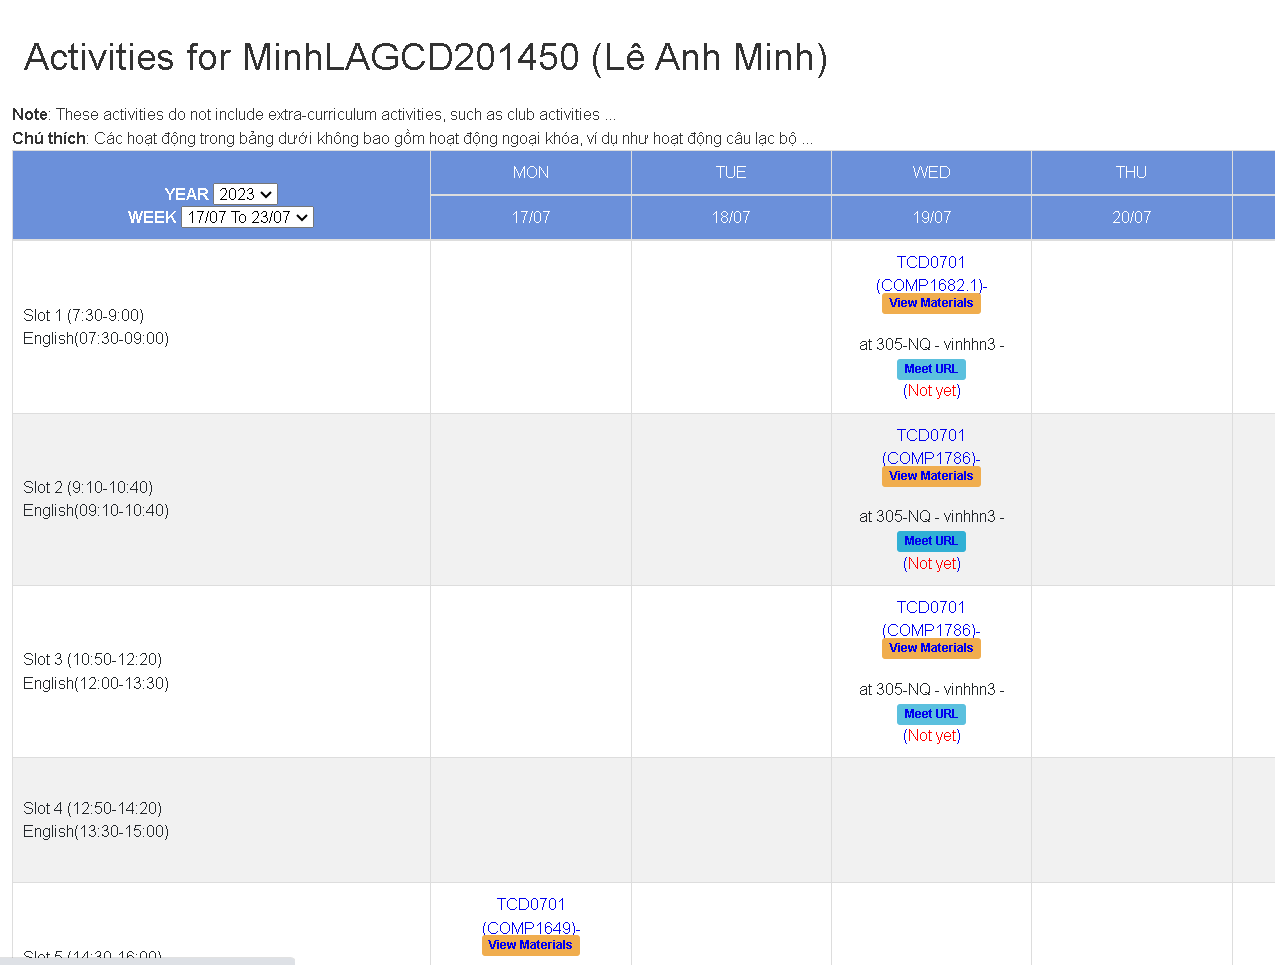 Activities for MinhLAGCD201450 (Lê Anh Minh)
Note: These activities do not include extra-curriculum activities, such as club activities ...
Chú thích: Các hoạt động trong bảng dưới không bao gồm hoạt động ngoại khóa, ví dụ như hoạt động câu lạc bộ ...
YEAR 2023
WEEK 17/07 To 23/07
MON
TUE
WED
THU
17/07
18/07
19/07
20/07
Slot 1 (7:30-9:00)
English(07:30-09:00)
TCD0701
(COMP1682.1)-
View Materials
at 305-NQ - vinhhn3 -
Meet URL
(Not yet)
Slot 2 (9:10-10:40)
English(09:10-10:40)
TCD0701
(COMP1786)-
View Materials
at 305-NQ - vinhhn3 -
Meet URL
(Not yet)
Slot 3 (10:50-12:20)
English(12:00-13:30)
TCD0701
(COMP1786)-
View Materials
at 305-NQ - vinhhn3 -
Meet URL
(Not yet)
Slot 4 (12:50-14:20)
English(13:30-15:00)
Slot 5 (14:30-16:00)
TCD0701
(COMP1649)-
View Materials